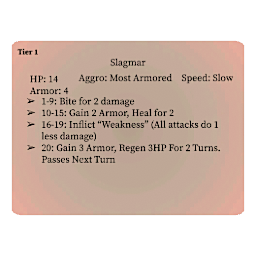 Tier 1
Slagmar
HP: 14 Aggro: Most Armored Speed: Slow
Armor: 4
➢ 1-9: Bite for 2 damage
➢ 10-15: Gain 2 Armor, Heal for 2
➢ 16-19: Inflict “Weakness” (All attacks do 1
less damage)
➢ 20: Gain 3 Armor, Regen 3HP For 2 Turns.
Passes Next Turn